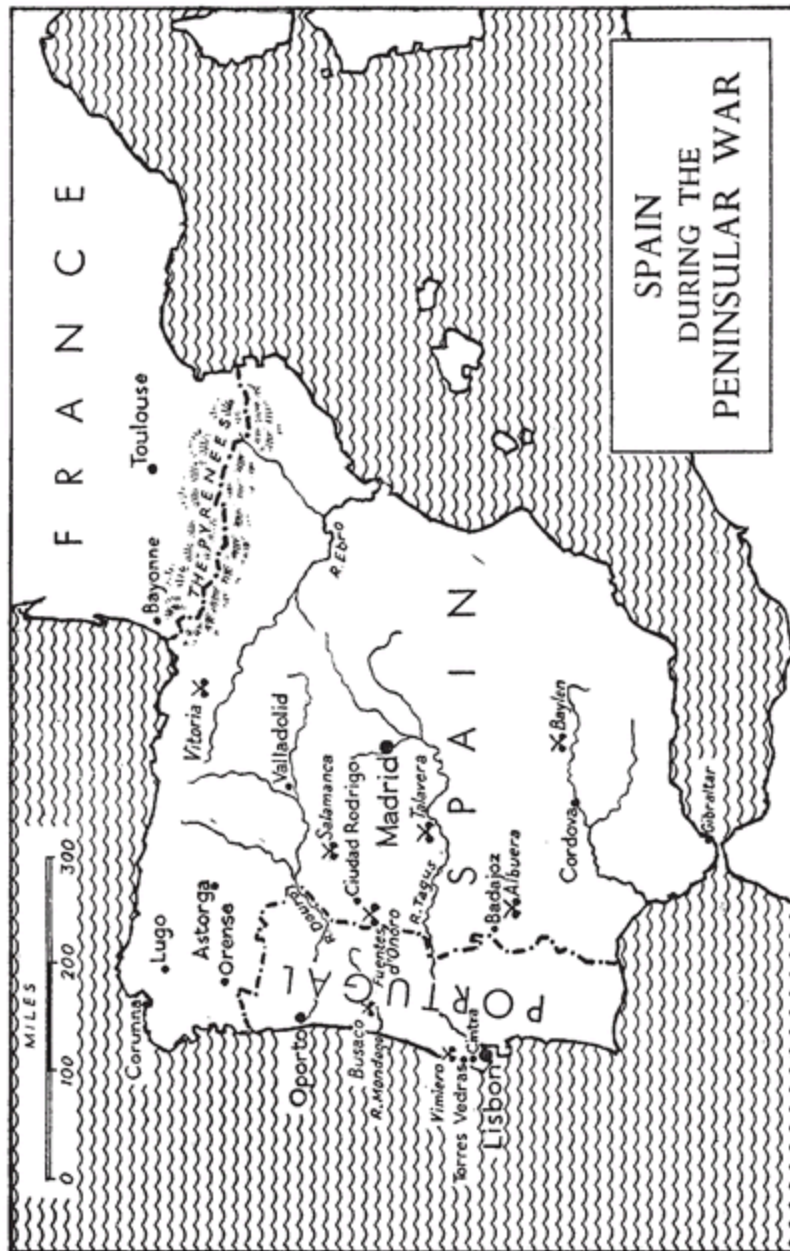 MILES
0 100 200 300
FRANCE
Corunna
Lugo
Astorga
Orense
Bayonne
Toulouse
THE PYRENEES
Vitoria
R.Ebro
Valladolid
Oporto
R.Douro
Salamanca
Ciudad Rodrigo
Busaco
R.Mondego
Fuentes
d'Onoro
Madrid
Talavera
R.Tagus
Vimiero
Torres Vedras
Cintra
Lisbon
PORTUGAL
SPAIN
Badajoz
Albuera
Baylen
Cordova
Gibraltar
SPAIN
DURING THE
PENINSULAR WAR